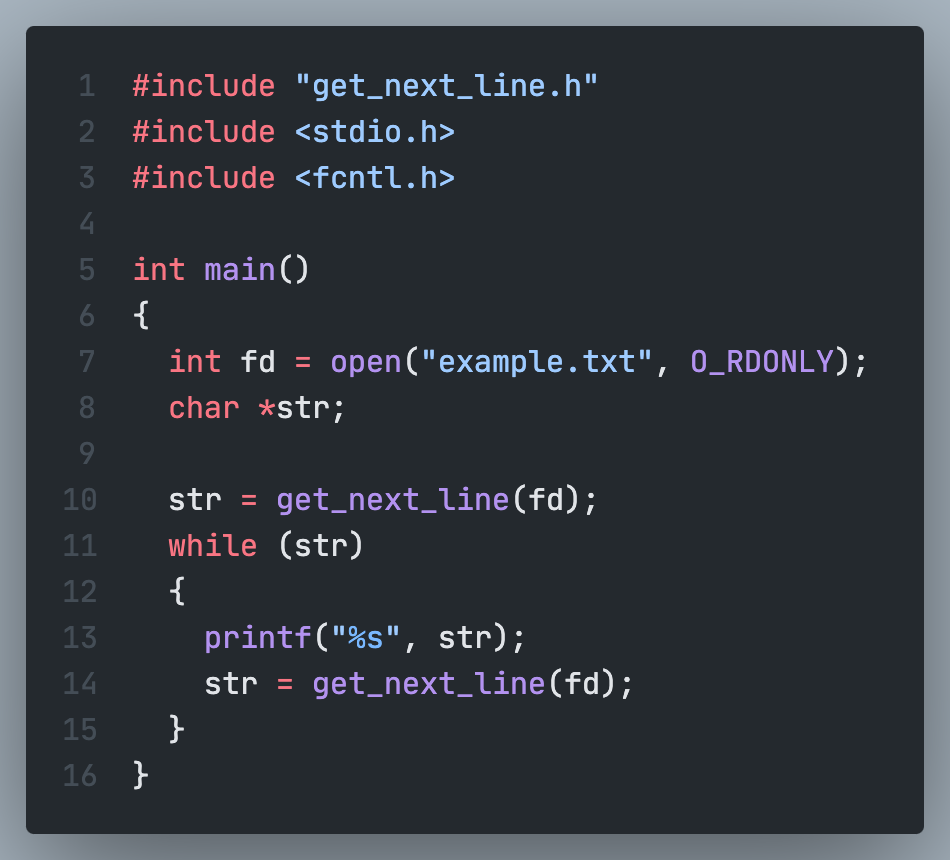 1 #include "get_next_line.h"
2 #include <stdio.h>
3 #include <fcntl.h>
4
5 int main()
6 {
7   int fd = open("example.txt", O_RDONLY);
8   char *str;
9
10   str = get_next_line(fd);
11   while (str)
12   {
13     printf("%s", str);
14     str = get_next_line(fd);
15   }
16 }